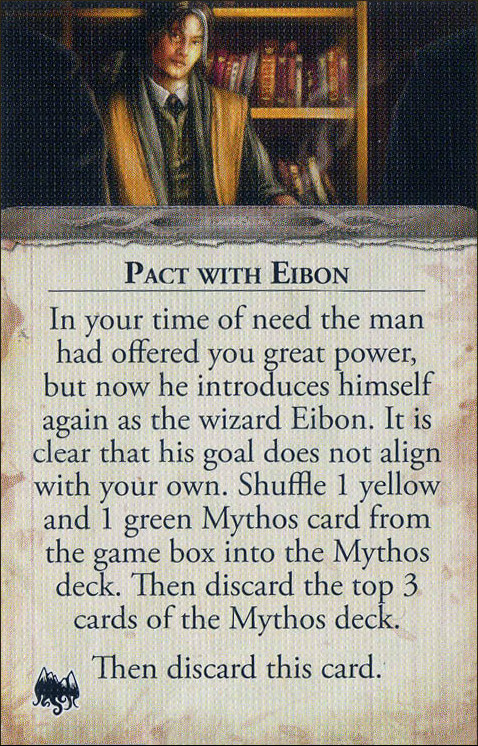 PACT WITH EIBON
In your time of need the man
had offered you great power,
but now he introduces himself
again as the wizard Eibon. It is
clear that his goal does not align
with your own. Shuffle 1 yellow
and 1 green Mythos card from
the game box into the Mythos
deck. Then discard the top 3
cards of the Mythos deck.
Then discard this card.